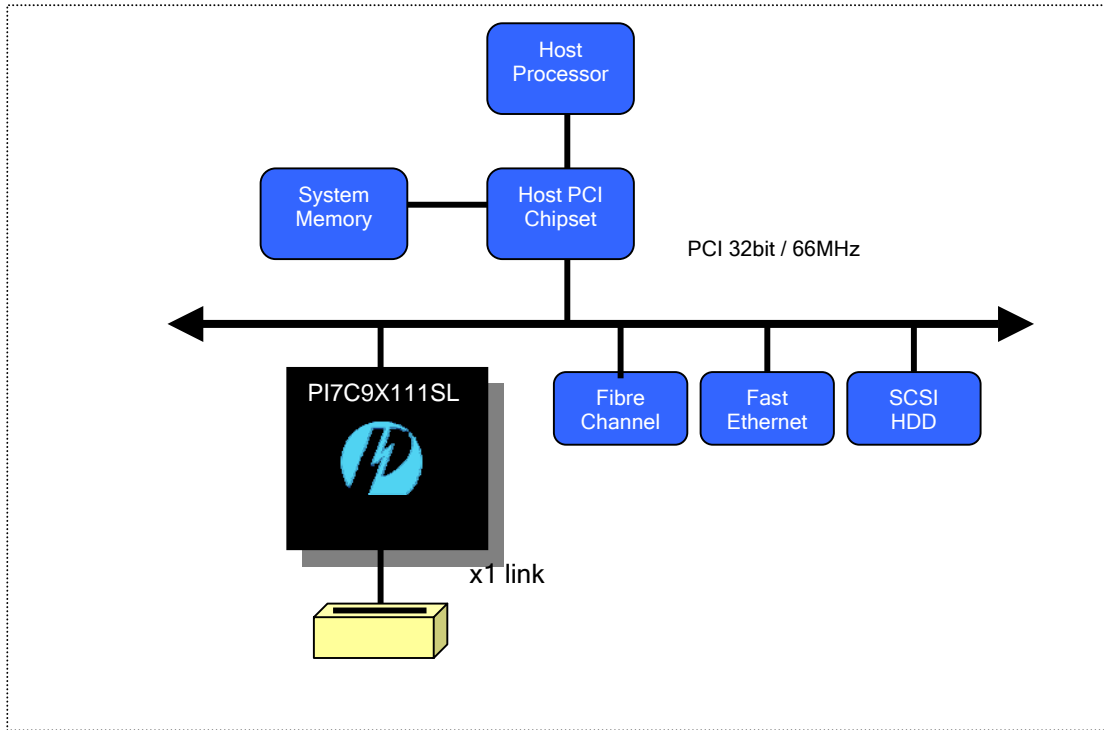 Host
Processor
System
Memory
Host PCI
Chipset
PCI 32bit / 66MHz
PI7C9X111SL
Fibre
Channel
Fast
Ethernet
SCSI
HDD
x1 link